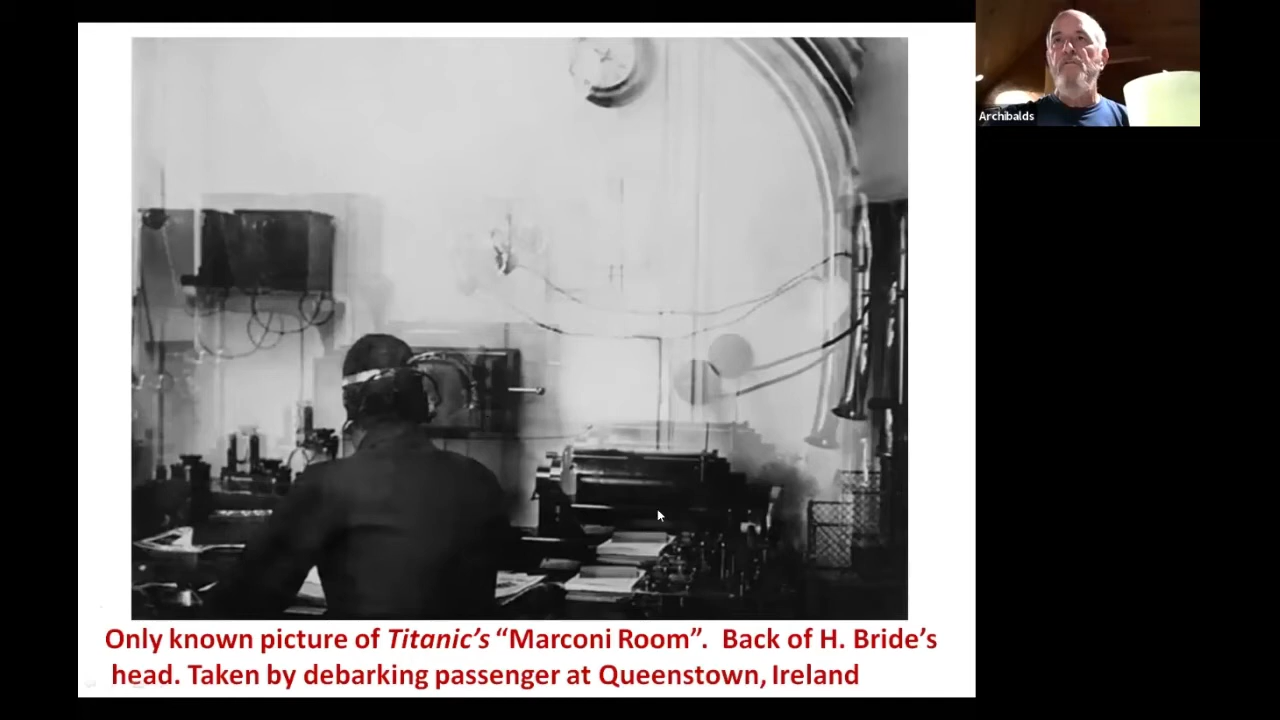 Archibalds
Only known picture of Titanic's “Marconi Room”. Back of H. Bride's
head. Taken by debarking passenger at Queenstown, Ireland